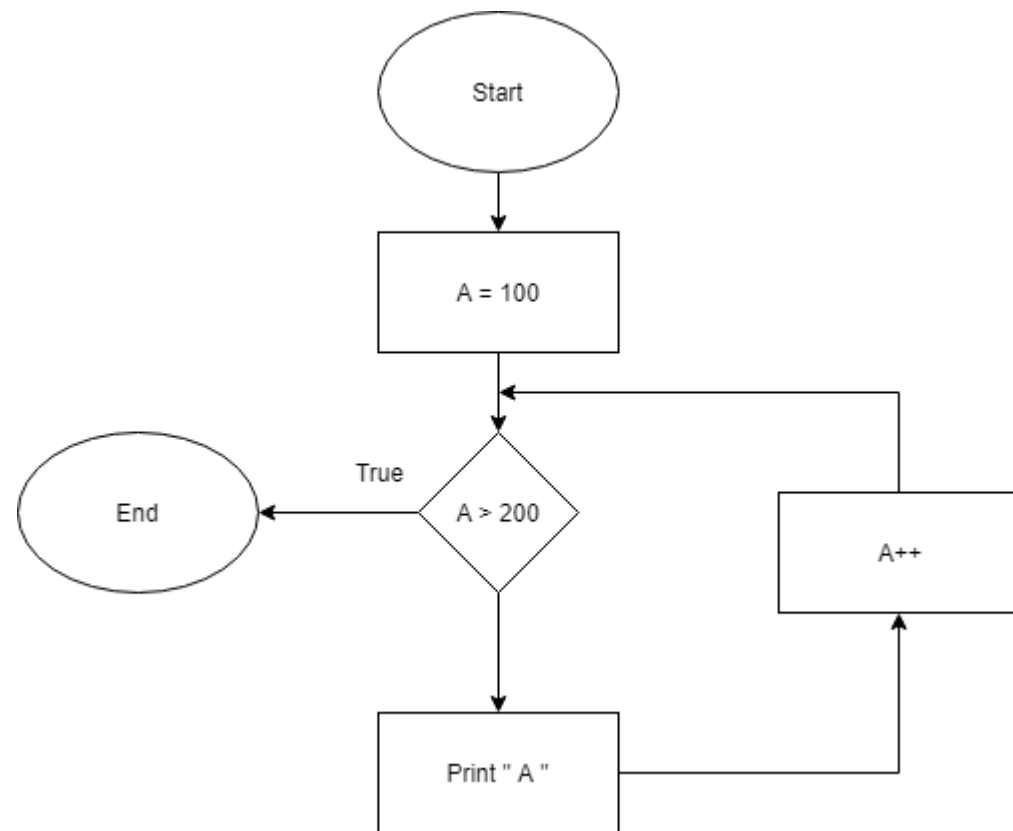 Start
A = 100
True
A > 200
End
A++
Print " A "